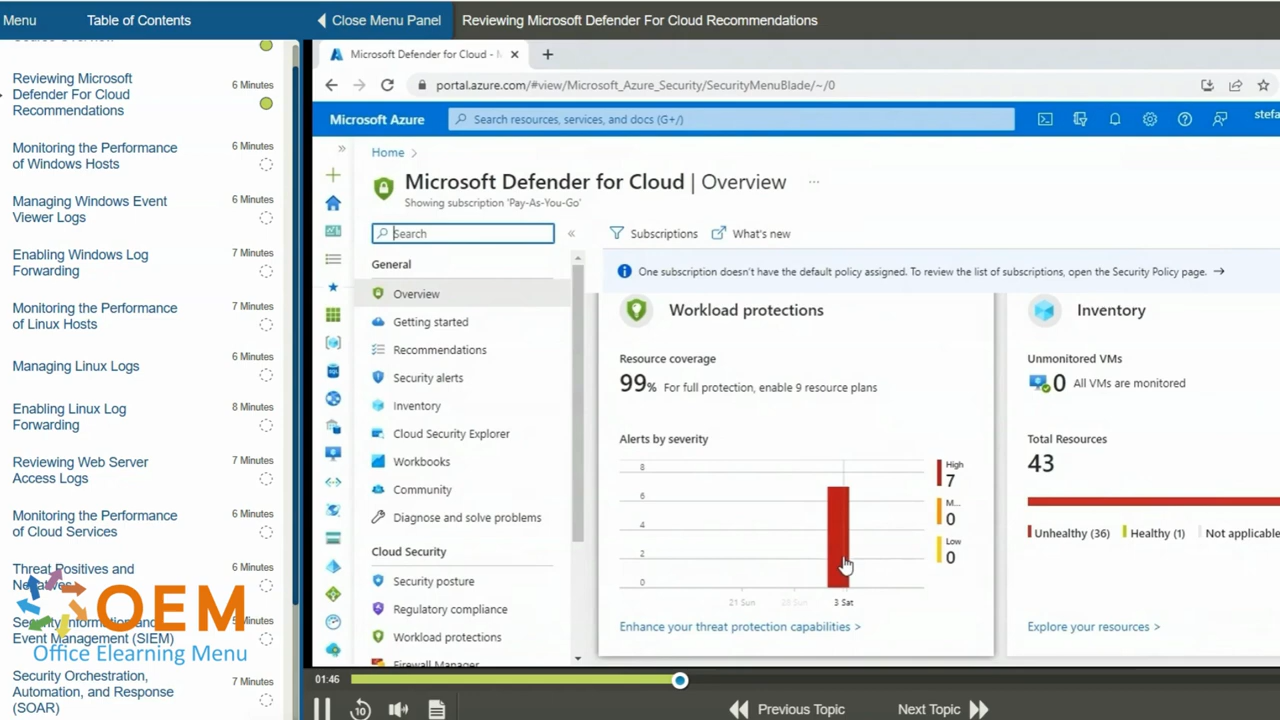 Menu
Table of Contents
Close Menu Panel
Reviewing Microsoft Defender For Cloud Recommendations
Reviewing Microsoft
Defender For Cloud
Recommendations
6 Minutes
Monitoring the Performance
of Windows Hosts
6 Minutes
Managing Windows Event
Viewer Logs
6 Minutes
Enabling Windows Log
Forwarding
7 Minutes
Monitoring the Performance
of Linux Hosts
7 Minutes
Managing Linux Logs
6 Minutes
Enabling Linux Log
Forwarding
8 Minutes
Reviewing Web Server
Access Logs
7 Minutes
Monitoring the Performance
of Cloud Services
6 Minutes
Threat Positives and
6 Minutes
OEM
Office Elearning Menu
Event Management (SIEM)
Minutes
Security Orchestration,
Automation, and Response
(SOAR)
7 Minutes
Microsoft Defender for Cloud -
portal.azure.com/#view/Microsoft_Azure_Security/SecurityMenuBlade/~/0
Microsoft Azure
Search resources, services, and docs (G+/)
stefa
Home
Microsoft Defender for Cloud | Overview
...
Showing subscription 'Pay-As-You-Go'
Search
«
Subscriptions
What's new
General
Overview
Getting started
Recommendations
Security alerts
Inventory
Cloud Security Explorer
Workbooks
Community
Diagnose and solve problems
Cloud Security
Security posture
Regulatory compliance
Workload protections
Firewall Manager
One subscription doesn't have the default policy assigned. To review the list of subscriptions, open the Security Policy page. →
Workload protections
Resource coverage
99% For full protection, enable 9 resource plans
Alerts by severity
8
6
4
2
0
21 Sun
3 Sat
High
7
M...
0
Low
0
Enhance your threat protection capabilities >
Inventory
Unmonitored VMs
0 All VMs are monitored
Total Resources
43
Unhealthy (36)
Healthy (1)
Not applicable
Explore your resources >
01:46
10
Previous Topic
Next Topic